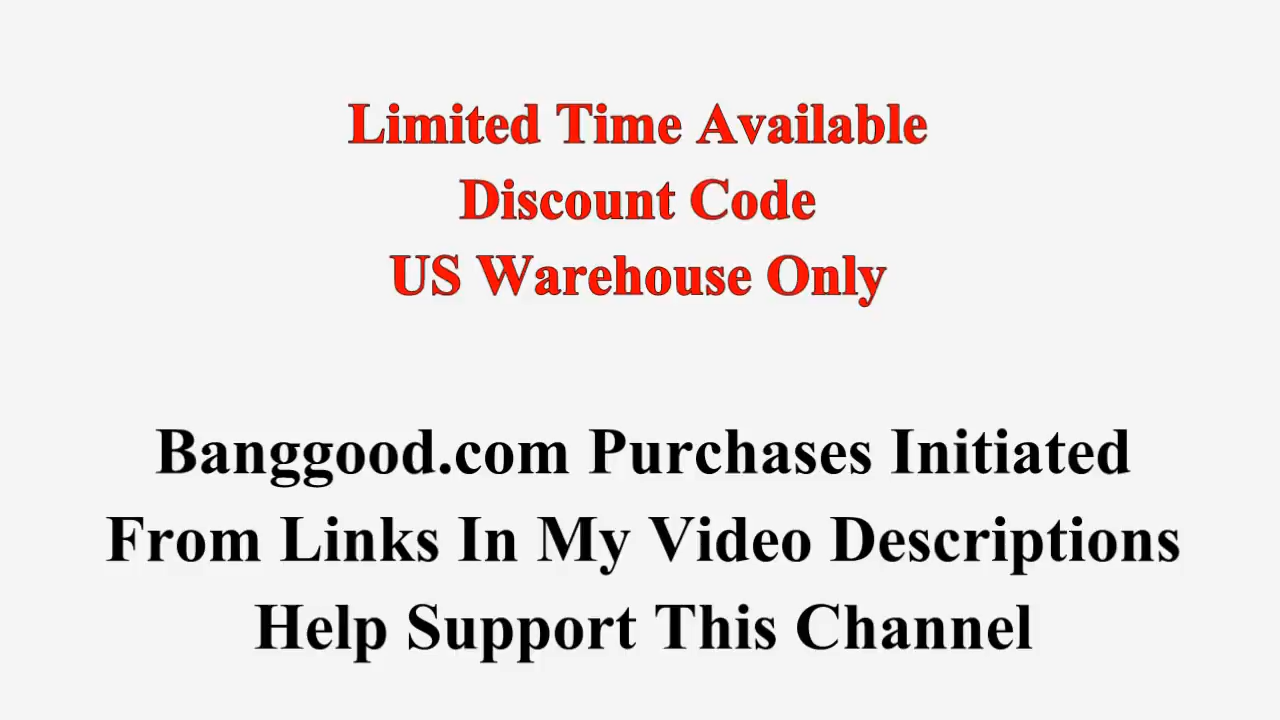 Limited Time Available
Discount Code
US Warehouse Only
Banggood.com Purchases Initiated
From Links In My Video Descriptions
Help Support This Channel